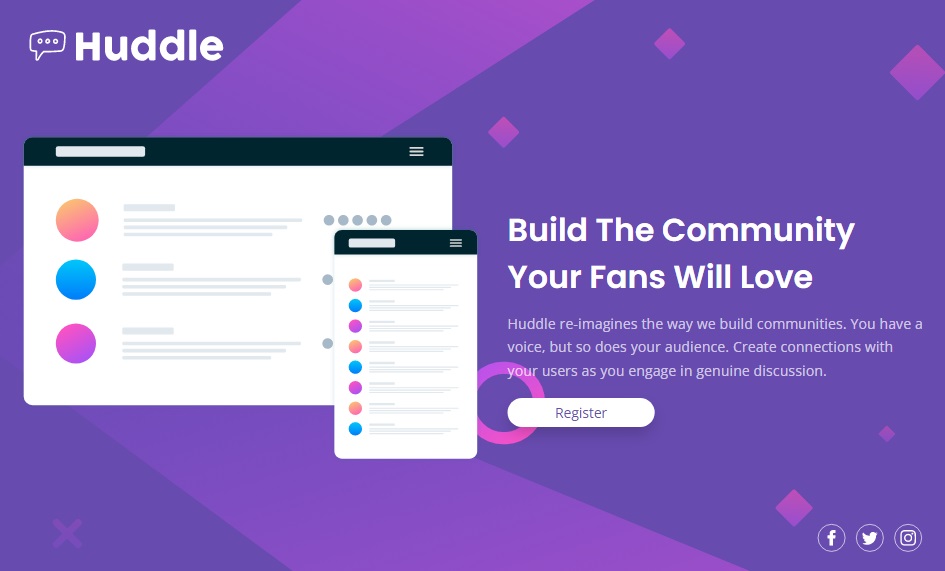 Huddle
Build The Community
Your Fans Will Love
Huddle re-imagines the way we build communities. You have a
voice, but so does your audience. Create connections with
your users as you engage in genuine discussion.
Register